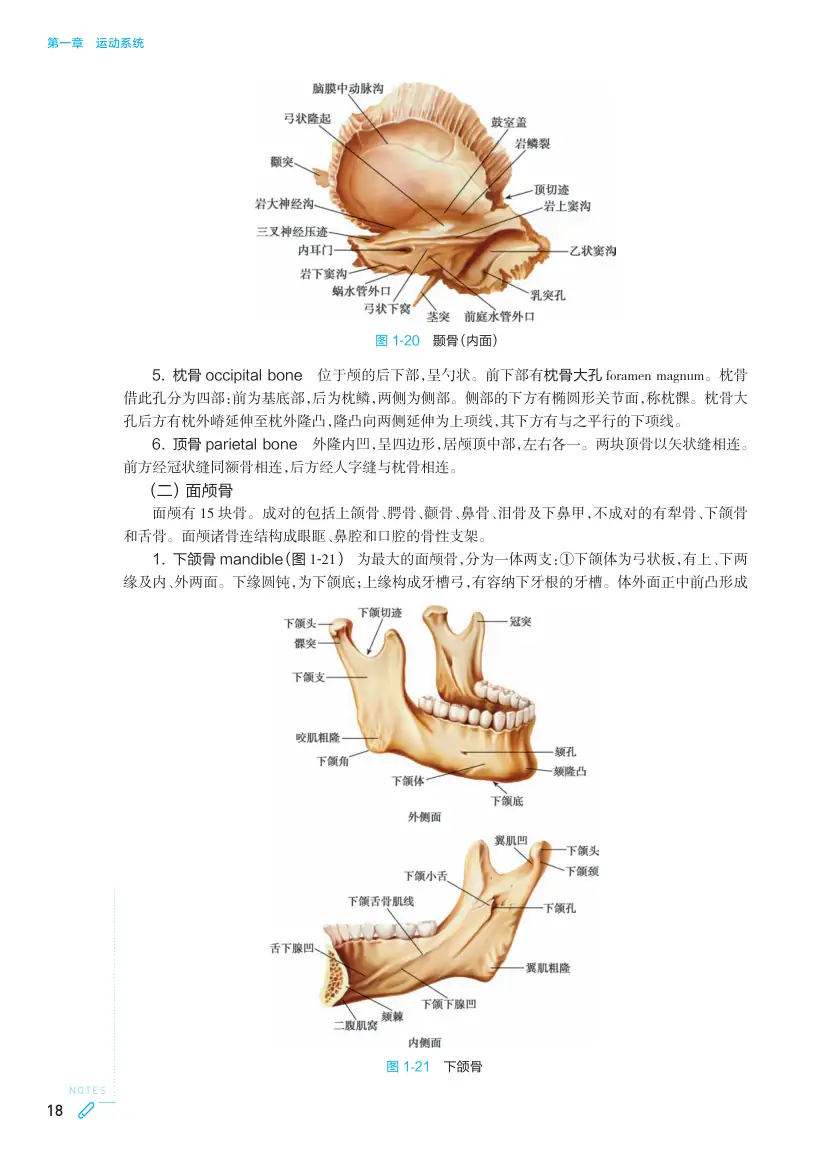 第一章　运动系统
脑膜中动脉沟
弓状隆起
鼓室盖
岩鳞裂
颧突
顶切迹
岩大神经沟
岩上窦沟
三叉神经压迹
内耳门
乙状窦沟
岩下窦沟
蜗水管外口
乳突孔
弓状下窝
茎突
前庭水管外口
图 1-20　颞骨（内面）
5. 枕骨 occipital bone　位于颅的后下部，呈勺状。前下部有枕骨大孔 foramen magnum。枕骨
借此孔分为四部：前为基底部，后为枕鳞，两侧为侧部。侧部的下方有椭圆形关节面，称枕髁。枕骨大
孔后方有枕外嵴延伸至枕外隆凸，隆凸向两侧延伸为上项线，其下方有与之平行的下项线。
6. 顶骨 parietal bone　外隆内凹，呈四边形，居颅顶中部，左右各一。两块顶骨以矢状缝相连。
前方经冠状缝同额骨相连，后方经人字缝与枕骨相连。
（二）面颅骨
面颅有 15 块骨。成对的包括上颌骨、腭骨、颧骨、鼻骨、泪骨及下鼻甲，不成对的有犁骨、下颌骨
和舌骨。面颅诸骨连结构成眼眶、鼻腔和口腔的骨性支架。
1. 下颌骨 mandible（图 1-21）　为最大的面颅骨，分为一体两支：①下颌体为弓状板，有上、下两
缘及内、外两面。下缘圆钝，为下颌底；上缘构成牙槽弓，有容纳下牙根的牙槽。体外面正中前凸形成
下颌切迹
下颌头
冠突
髁突
下颌支
咬肌粗隆
颏孔
下颌角
颏隆凸
下颌体
下颌底
外侧面
翼肌凹
下颌头
下颌颈
下颌小舌
下颌舌骨肌线
下颌孔
舌下腺凹
翼肌粗隆
下颌下腺凹
颏棘
二腹肌窝
内侧面
图 1-21　下颌骨
NOTES
18